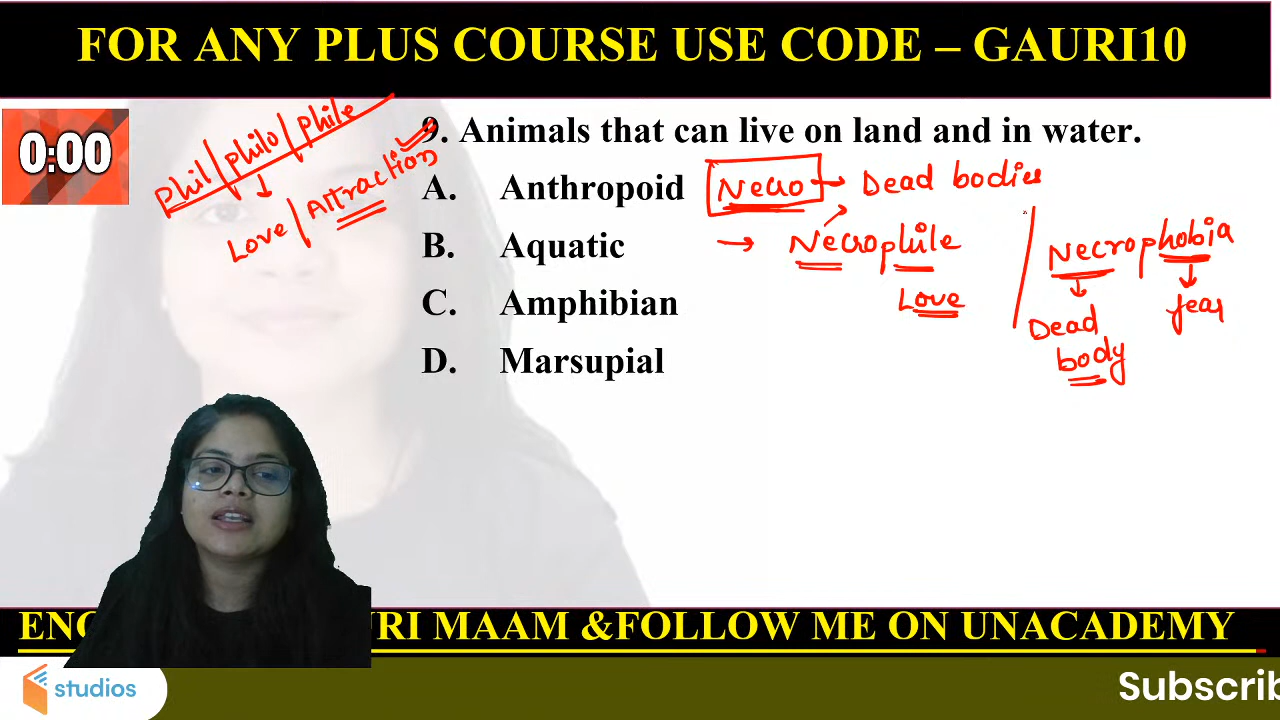 FOR ANY PLUS COURSE USE CODE – GAURI10
0:00
phil/philo/phile
Love/Attraction
9. Animals that can live on land and in water.
A. Anthropoid
Necro → Dead bodies
B. Aquatic
→ Necrophile
Love
Necrophobia
Dead body
fear
C. Amphibian
D. Marsupial
MAAM &FOLLOW ME ON UNACADEMY
studios